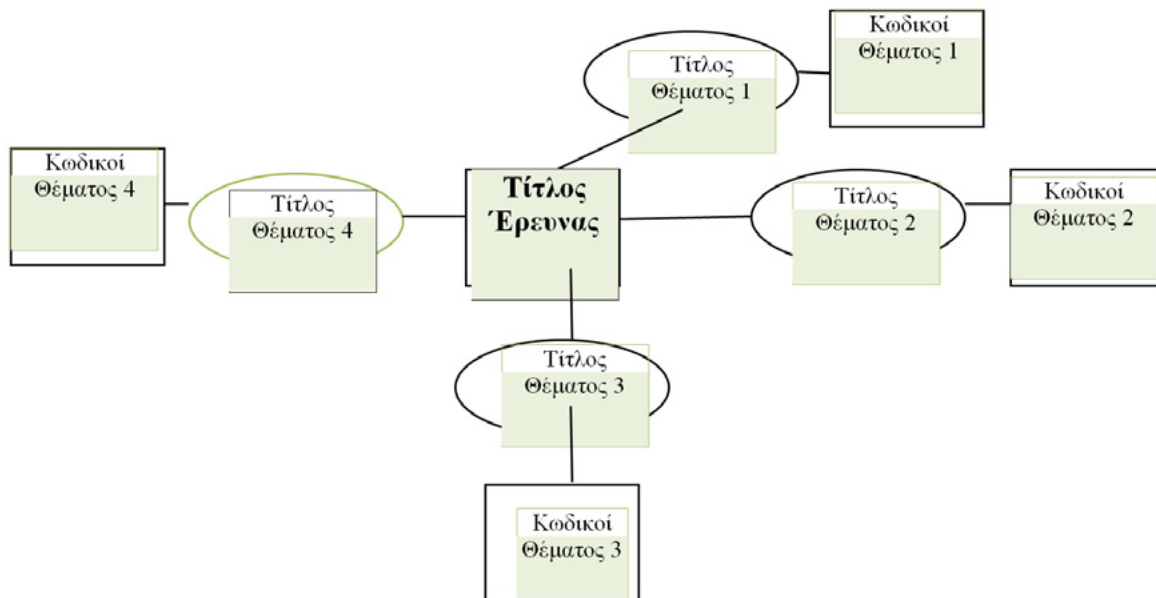 Κωδικοί
Θέματος 1
Τίτλος
Θέματος 1
Κωδικοί
Θέματος 4
Τίτλος
Θέματος 4
Τίτλος
Έρευνας
Τίτλος
Θέματος 2
Κωδικοί
Θέματος 2
Τίτλος
Θέματος 3
Κωδικοί
Θέματος 3